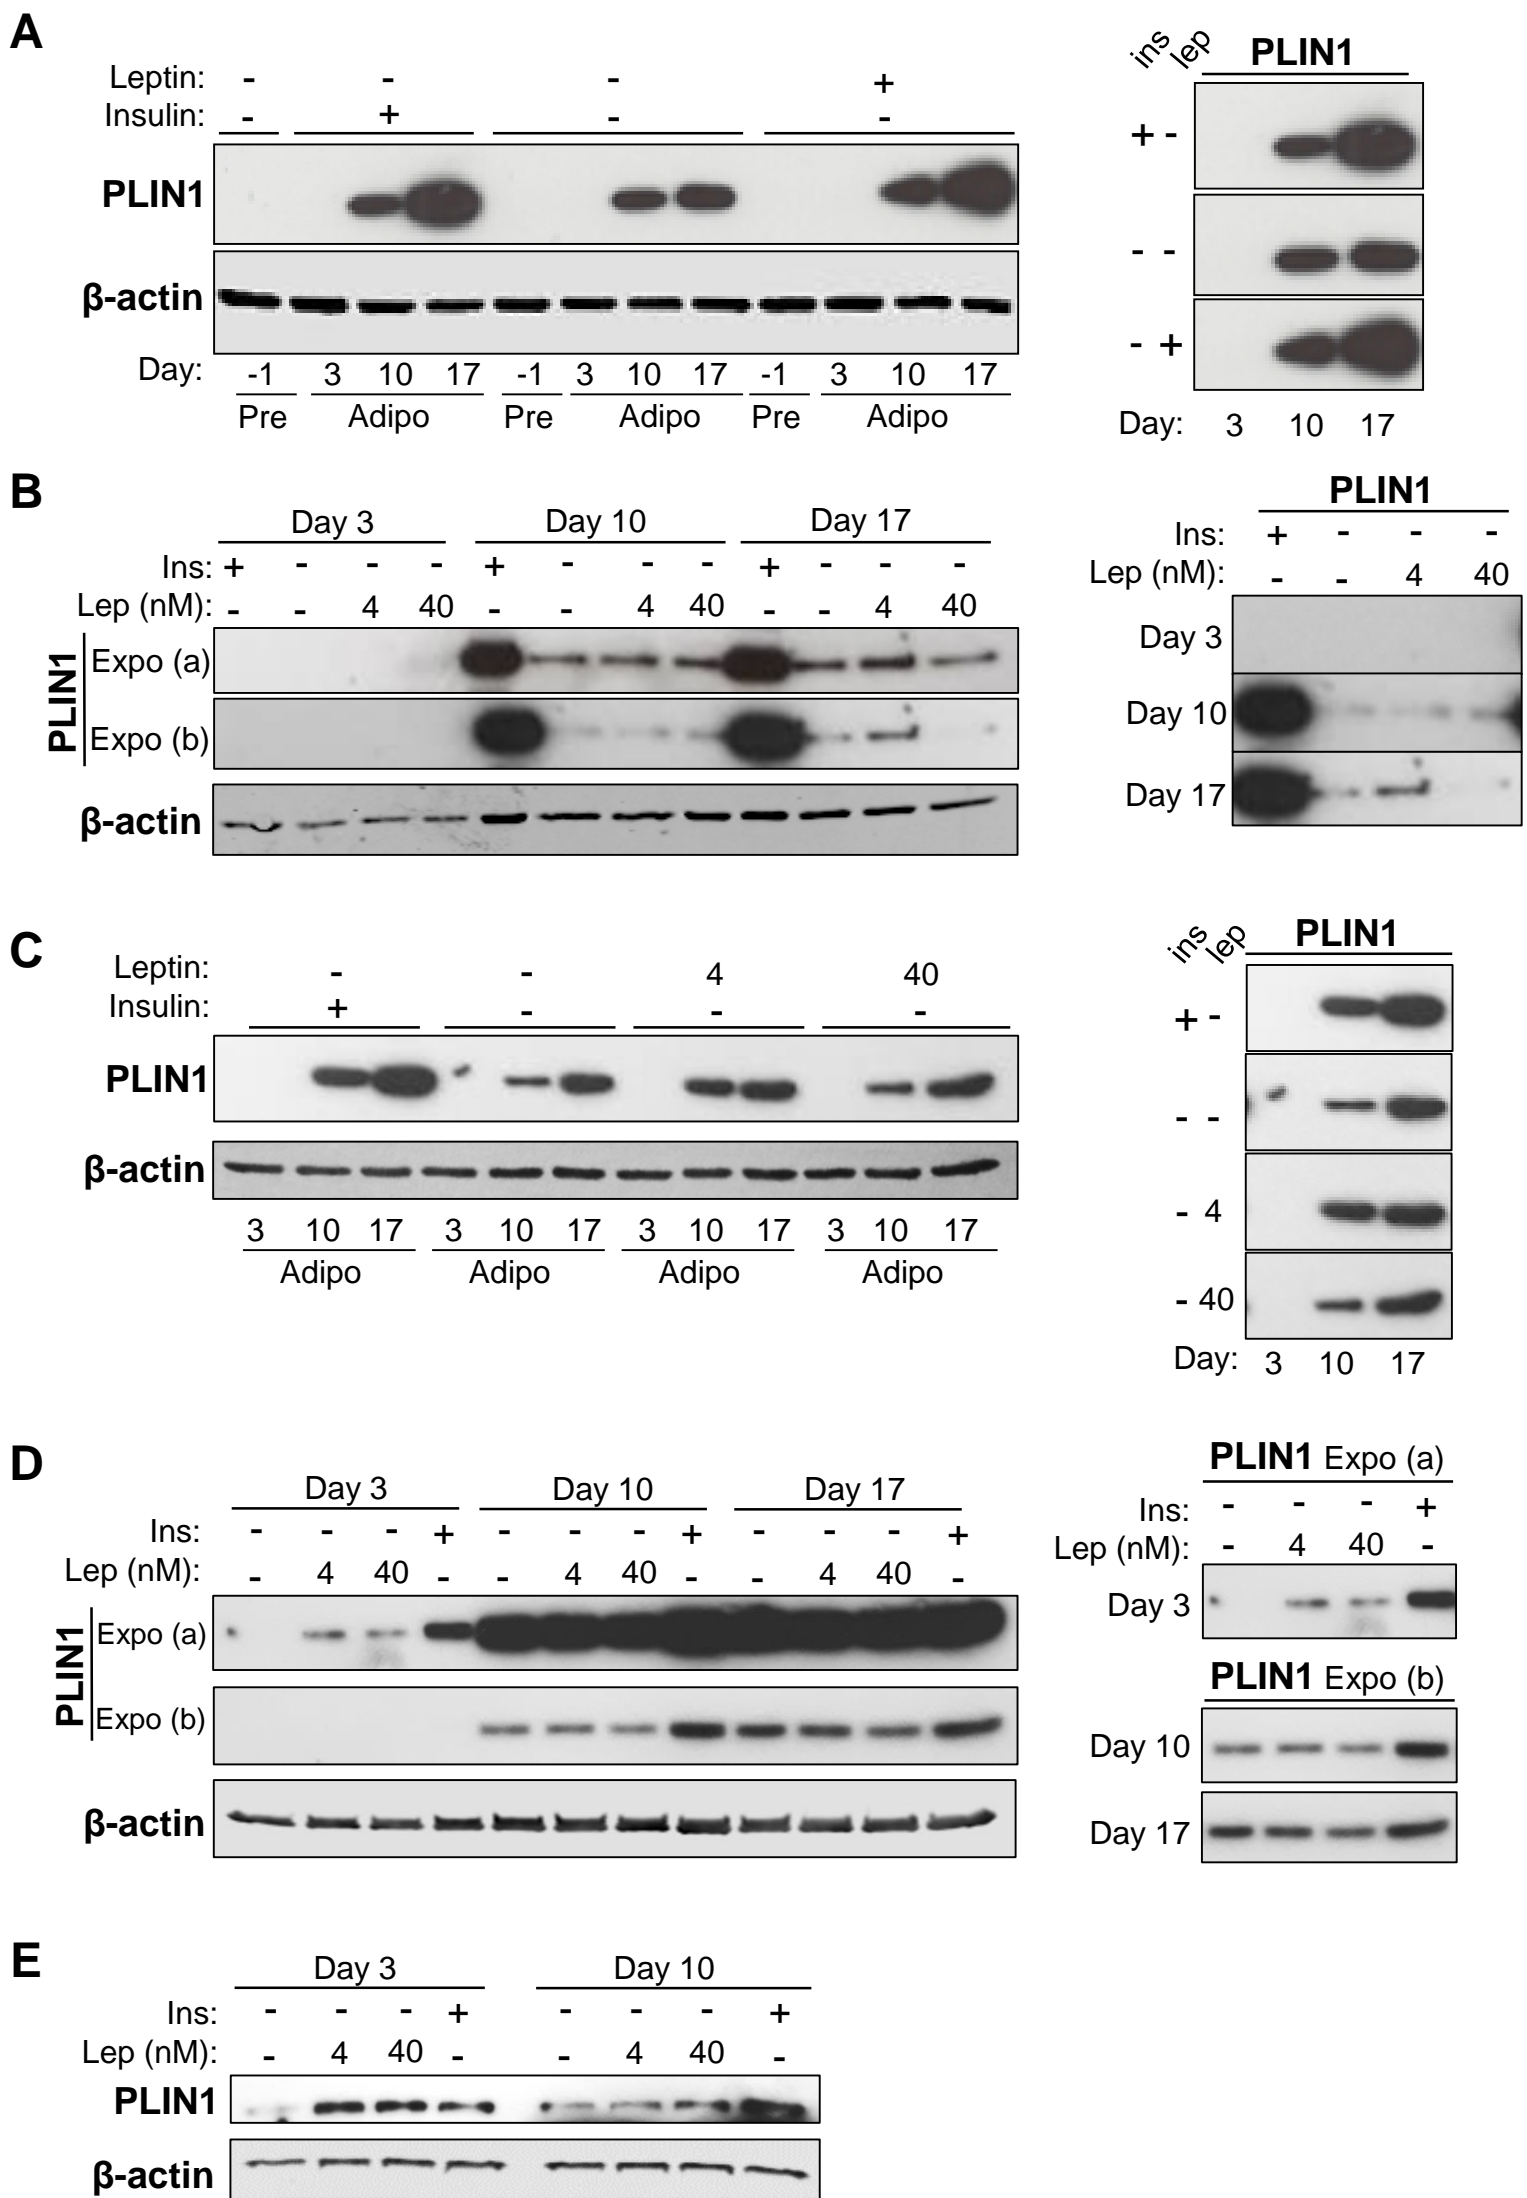 A
Leptin: - - - +
Insulin: - + - -
PLIN1
β-actin
Day: -1 3 10 17 -1 3 10 17 -1 3 10 17
Pre Adipo Pre Adipo Pre Adipo
ins lep PLIN1
+ -
- -
- +
Day: 3 10 17
B
Day 3 Day 10 Day 17
Ins: + - - - + - - - + - - -
Lep (nM): - - 4 40 - - 4 40 - - 4 40
PLIN1
Expo (a)
Expo (b)
β-actin
PLIN1
Ins: + - - -
Lep (nM): - - 4 40
Day 3
Day 10
Day 17
C
Leptin: - - 4 40
Insulin: + - - -
PLIN1
β-actin
3 10 17 3 10 17 3 10 17 3 10 17
Adipo Adipo Adipo Adipo
ins lep PLIN1
+ -
- -
- 4
- 40
Day: 3 10 17
D
Day 3 Day 10 Day 17
Ins: - - - + - - - + - - - +
Lep (nM): - 4 40 - - 4 40 - - 4 40 -
PLIN1
Expo (a)
Expo (b)
β-actin
PLIN1 Expo (a)
Ins: - - - +
Lep (nM): - 4 40 -
Day 3
PLIN1 Expo (b)
Day 10
Day 17
E
Day 3 Day 10
Ins: - - - + - - - +
Lep (nM): - 4 40 - - 4 40 -
PLIN1
β-actin